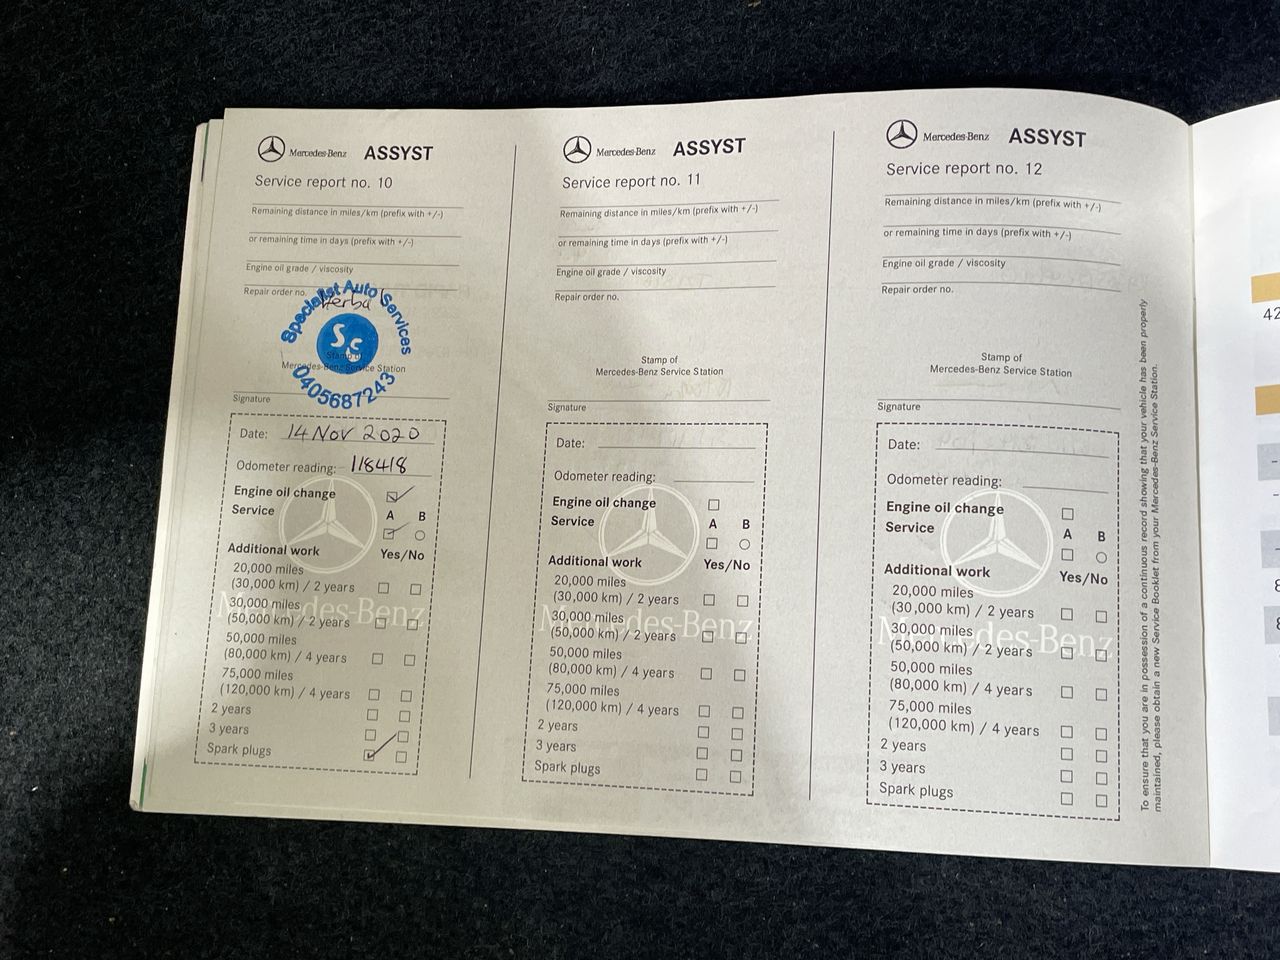 Mercedes-Benz ASSYST
Service report no. 10
Remaining distance in miles/km (prefix with +/-)
or remaining time in days (prefix with +/-)
Engine oil grade / viscosity
Repair order no.
Herbal
Specialist Auto Services
SS
0405687243
Stamp of
Mercedes-Benz Service Station
Signature
Date: 14 Nov 2020
Odometer reading: 118418
Engine oil change
Service A B
Additional work Yes/No
20,000 miles
(30,000 km) / 2 years
30,000 miles
(50,000 km) / 2 years
50,000 miles
(80,000 km) / 4 years
75,000 miles
(120,000 km) / 4 years
2 years
3 years
Spark plugs
Mercedes-Benz
Mercedes-Benz ASSYST
Service report no. 11
Remaining distance in miles/km (prefix with +/-)
or remaining time in days (prefix with +/-)
Engine oil grade / viscosity
Repair order no.
Stamp of
Mercedes-Benz Service Station
Signature
Date:
Odometer reading:
Engine oil change
Service A B
Additional work Yes/No
20,000 miles
(30,000 km) / 2 years
30,000 miles
(50,000 km) / 2 years
50,000 miles
(80,000 km) / 4 years
75,000 miles
(120,000 km) / 4 years
2 years
3 years
Spark plugs
Mercedes-Benz
Mercedes-Benz ASSYST
Service report no. 12
Remaining distance in miles/km (prefix with +/-)
or remaining time in days (prefix with +/-)
Engine oil grade / viscosity
Repair order no.
Stamp of
Mercedes-Benz Service Station
Signature
Date:
Odometer reading:
Engine oil change
Service A B
Additional work Yes/No
20,000 miles
(30,000 km) / 2 years
30,000 miles
(50,000 km) / 2 years
50,000 miles
(80,000 km) / 4 years
75,000 miles
(120,000 km) / 4 years
2 years
3 years
Spark plugs
Mercedes-Benz
To ensure that you are in possession of a continuous record showing that your vehicle has been properly
maintained, please obtain a new Service Booklet from your Mercedes-Benz Service Station.
42